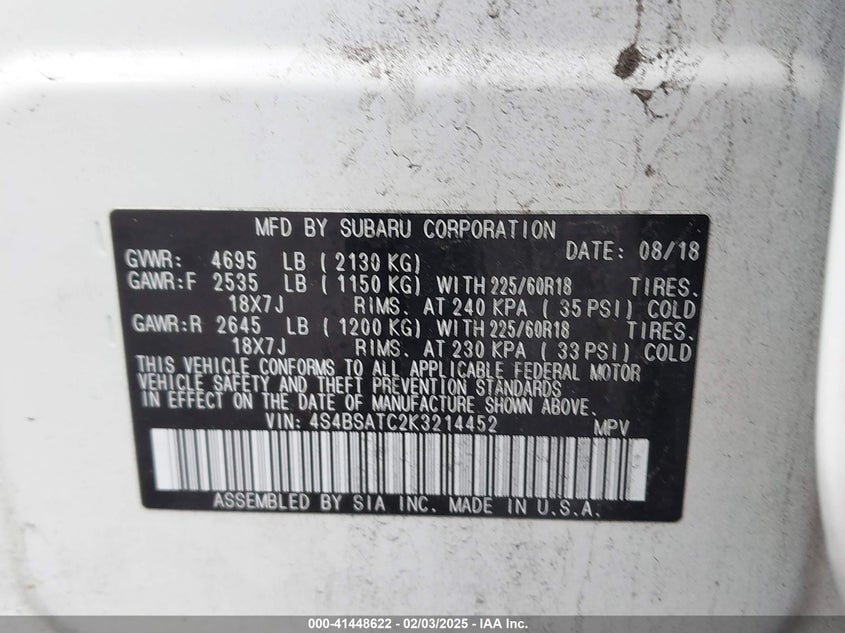 MFD BY SUBARU CORPORATION
DATE: 08/18
GVWR: 4695 LB ( 2130 KG)
GAWR:F 2535 LB ( 1150 KG) WITH 225/60R18 TIRES.
18X7J RIMS. AT 240 KPA ( 35 PSI) COLD
GAWR:R 2645 LB ( 1200 KG) WITH 225/60R18 TIRES.
18X7J RIMS. AT 230 KPA ( 33 PSI) COLD
THIS VEHICLE CONFORMS TO ALL APPLICABLE FEDERAL MOTOR
VEHICLE SAFETY AND THEFT PREVENTION STANDARDS
IN EFFECT ON THE DATE OF MANUFACTURE SHOWN ABOVE.
VIN: 4S4BSATC2K3214452 MPV
ASSEMBLED BY SIA INC. MADE IN U.S.A.
000-41448622 - 02/03/2025 - IAA Inc.